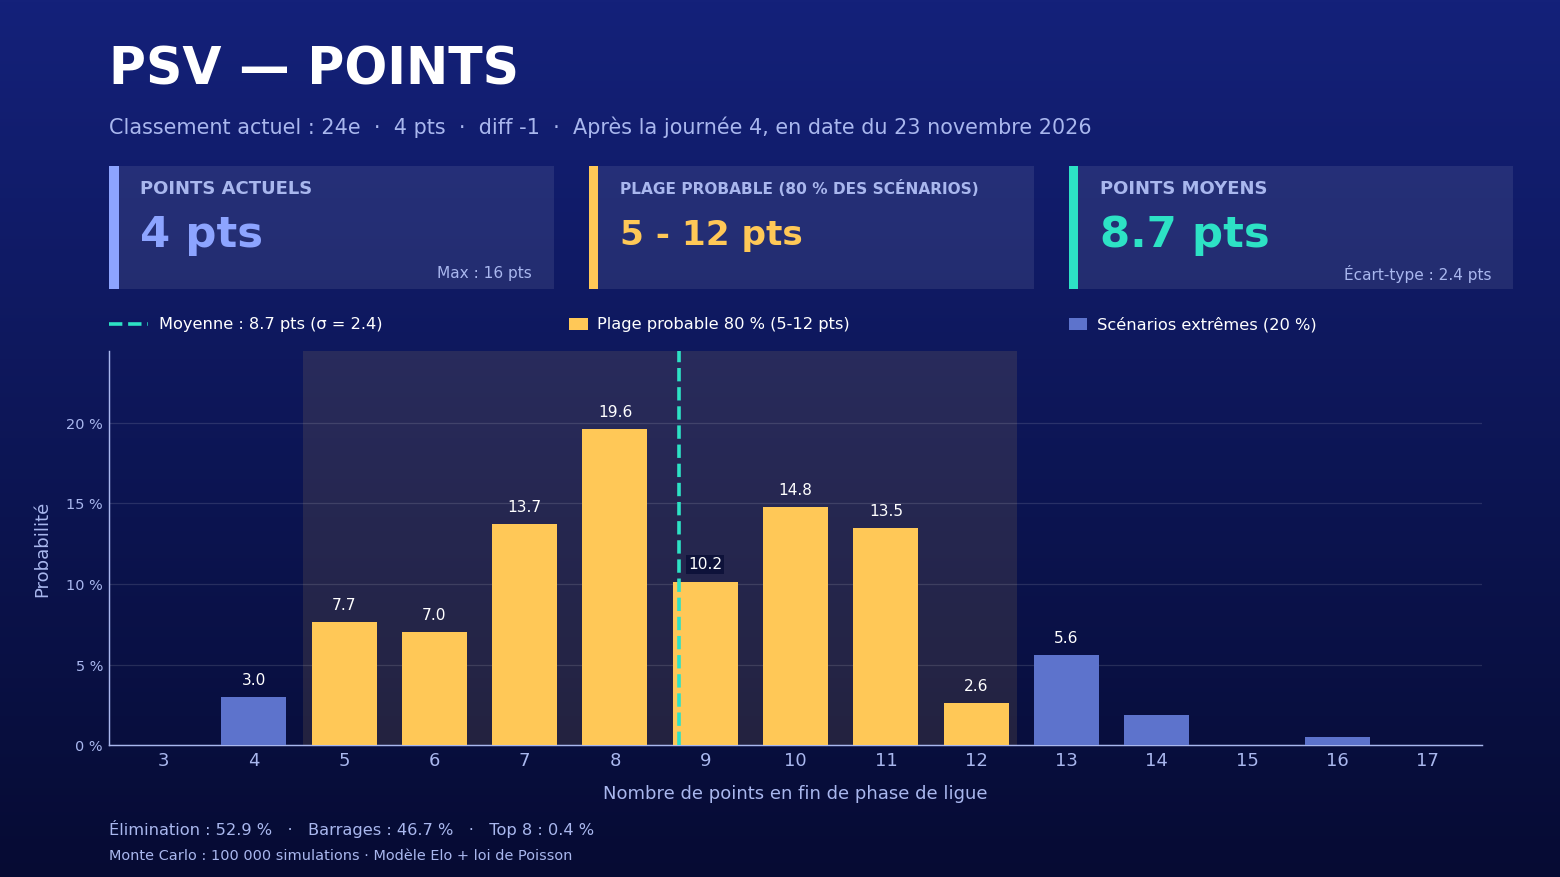 PSV — POINTS
Classement actuel : 24e · 4 pts · diff -1 · Après la journée 4, en date du 23 novembre 2026
POINTS ACTUELS
4 pts
Max : 16 pts
PLAGE PROBABLE (80 % DES SCÉNARIOS)
5 - 12 pts
POINTS MOYENS
8.7 pts
Écart-type : 2.4 pts
Moyenne : 8.7 pts (σ = 2.4)
Plage probable 80 % (5-12 pts)
Scénarios extrêmes (20 %)
Probabilité
20 %
15 %
10 %
5 %
0 %
3.0
7.7
7.0
13.7
19.6
10.2
14.8
13.5
2.6
5.6
3 4 5 6 7 8 9 10 11 12 13 14 15 16 17
Nombre de points en fin de phase de ligue
Élimination : 52.9 % · Barrages : 46.7 % · Top 8 : 0.4 %
Monte Carlo : 100 000 simulations · Modèle Elo + loi de Poisson